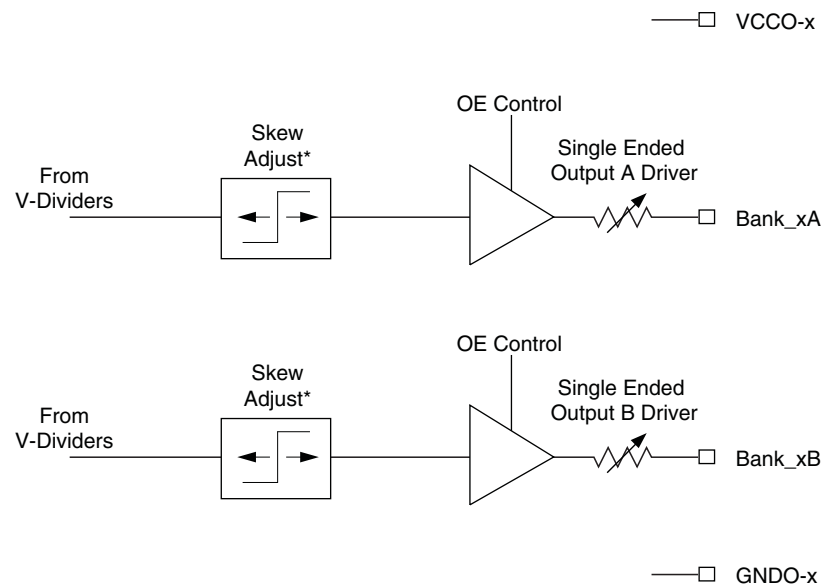 VCCO-x
OE Control
Skew
Adjust*
Single Ended
Output A Driver
From
V-Dividers
Bank_xA
OE Control
Skew
Adjust*
Single Ended
Output B Driver
From
V-Dividers
Bank_xB
GNDO-x